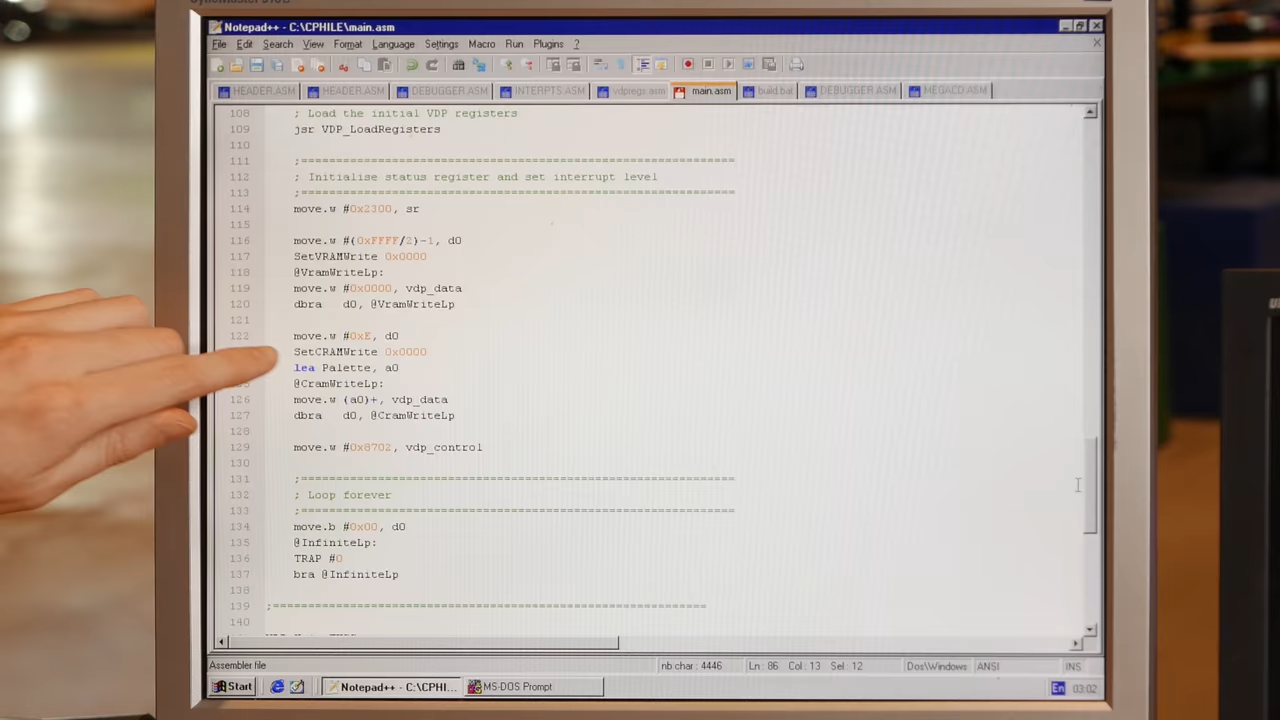 Notepad++ - C:\CPHILE\main.asm
File Edit Search View Format Language Settings Macro Run Plugins ?
HEADER.ASM HEADER.ASM DEBUGGER.ASM INTERPTS.ASM vdpregs.asm main.asm build.bat DEBUGGER.ASM MEGACD.ASM
108 ; Load the initial VDP registers
109 jsr VDP_LoadRegisters
110
111 ;==============================================================
112 ; Initialise status register and set interrupt level
113 ;==============================================================
114 move.w #0x2300, sr
115
116 move.w #(0xFFFF/2)-1, d0
117 SetVRAMWrite 0x0000
118 @VramWriteLp:
119 move.w #0x0000, vdp_data
120 dbra d0, @VramWriteLp
121
122 move.w #0xE, d0
SetCRAMWrite 0x0000
lea Palette, a0
@CramWriteLp:
126 move.w (a0)+, vdp_data
127 dbra d0, @CramWriteLp
128
129 move.w #0x8702, vdp_control
130
131 ;==============================================================
132 ; Loop forever
133 ;==============================================================
134 move.b #0x00, d0
135 @InfiniteLp:
136 TRAP #0
137 bra @InfiniteLp
138
139 ;==============================================================
140
Assembler file nb char : 4446 Ln : 86 Col : 13 Sel : 12 Dos\Windows ANSI INS
Start Notepad++ - C:\CPHI... MS-DOS Prompt En 03:02